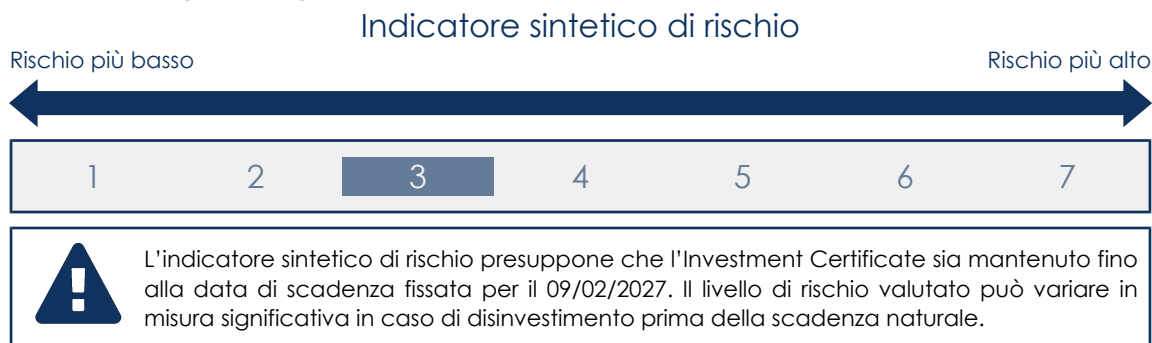 Indicatore sintetico di rischio
Rischio più basso
Rischio più alto
1 2 3 4 5 6 7
L'indicatore sintetico di rischio presuppone che l'Investment Certificate sia mantenuto fino
alla data di scadenza fissata per il 09/02/2027. Il livello di rischio valutato può variare in
misura significativa in caso di disinvestimento prima della scadenza naturale.